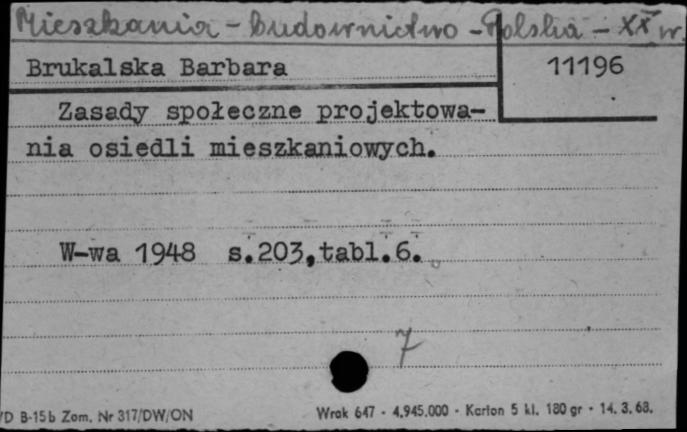 Mieszkania - budownictwo - Polska - XX w.
Brukalska Barbara
11196
Zasady społeczne projektowa-
nia osiedli mieszkaniowych.
W-wa 1948 s.203,tabl.6.
7
/D B-15b Zam. Nr 317/DW/ON
Wrak 647 - 4.945.000 - Karton 5 kl. 180 gr - 14. 3. 68.